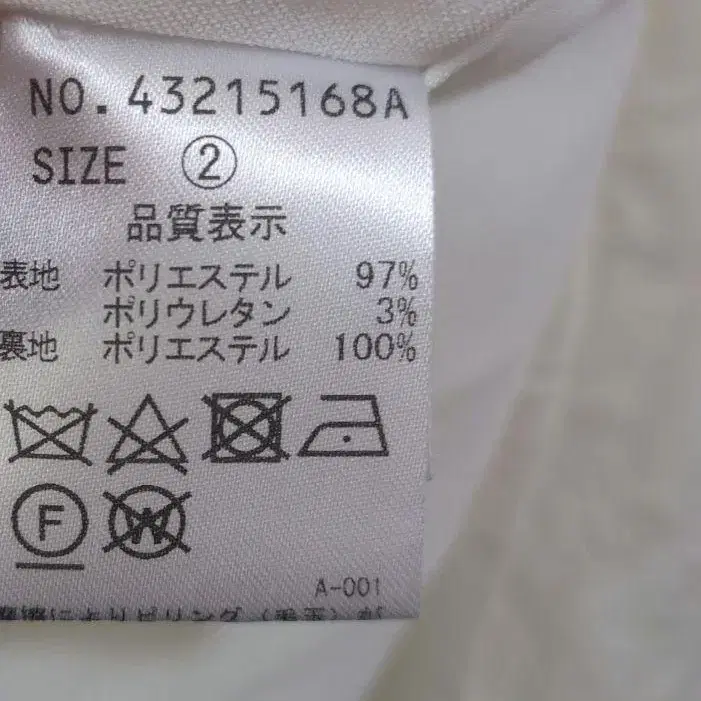 NO.43215168A
SIZE ②
品質表示
表地 ポリエステル 97%
ポリウレタン 3%
裏地 ポリエステル 100%
F W
A-001